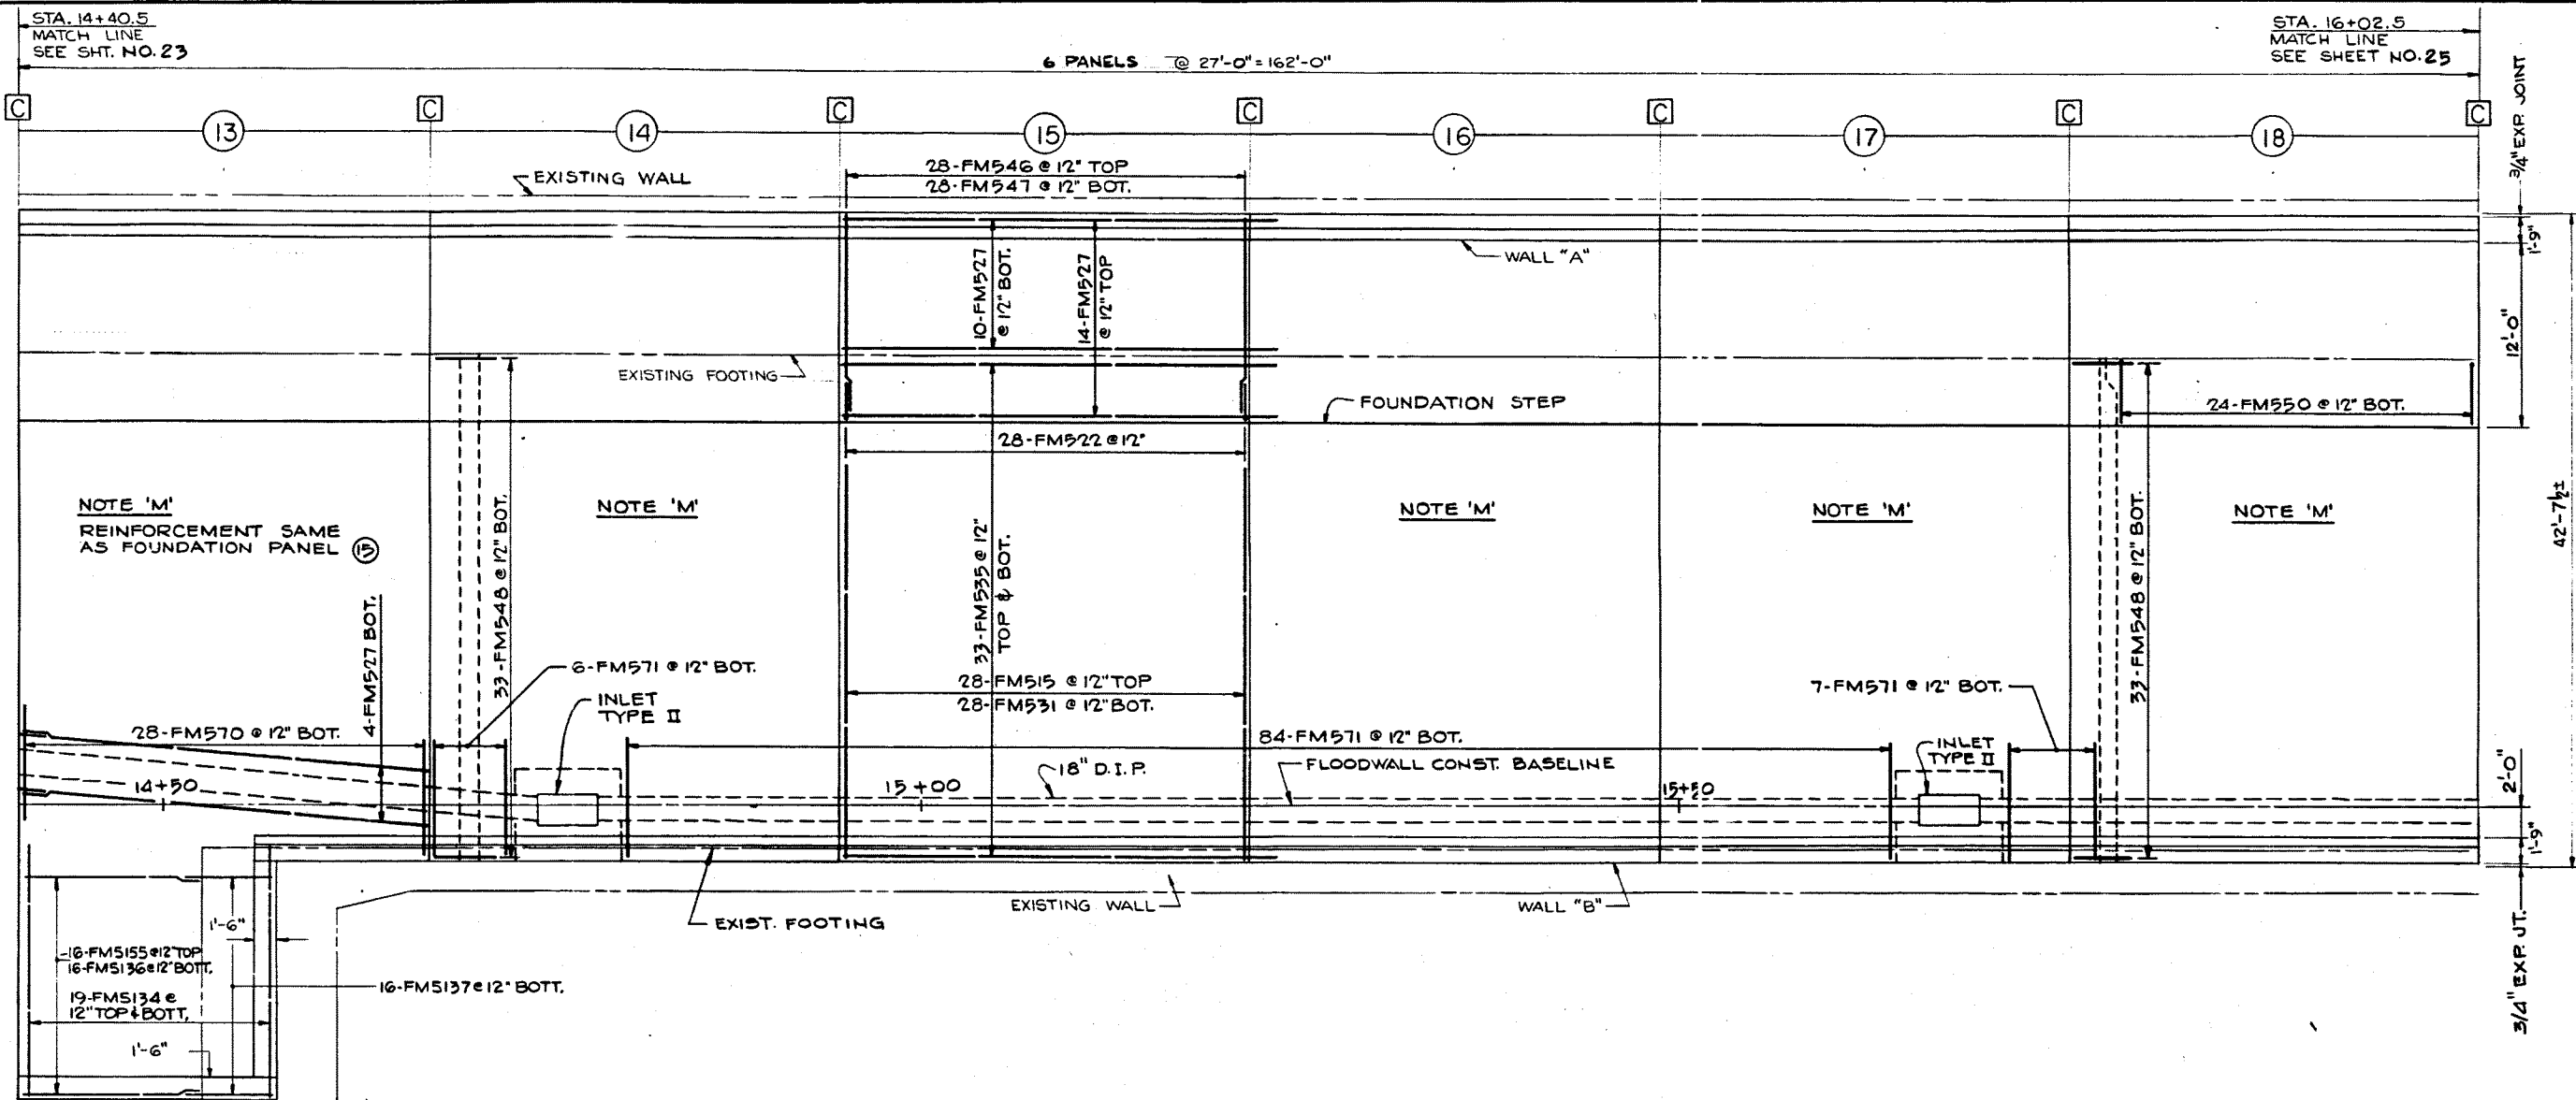 STA. 14+40.5
MATCH LINE
SEE SHT. NO. 23
STA. 16+02.5
MATCH LINE
SEE SHEET NO. 25
6 PANELS @ 27'-0" = 162'-0"
3/4" EXP. JOINT
C
C
C
C
C
C
C
13
14
15
16
17
18
EXISTING WALL
28-FM546 @ 12" TOP
28-FM547 @ 12" BOT.
10-FM527
@ 12" BOT.
14-FM527
@ 12" TOP
WALL "A"
1'-9"
12'-0"
EXISTING FOOTING
FOUNDATION STEP
24-FM550 @ 12" BOT.
28-FM522 @ 12"
NOTE 'M'
REINFORCEMENT SAME
AS FOUNDATION PANEL 15
NOTE 'M'
NOTE 'M'
NOTE 'M'
NOTE 'M'
33-FM548 @ 12" BOT.
33-FM535 @ 12"
TOP & BOT.
33-FM548 @ 12" BOT.
42'-7½±
4-FM527 BOT.
6-FM571 @ 12" BOT.
INLET
TYPE II
28-FM515 @ 12" TOP
28-FM531 @ 12" BOT.
7-FM571 @ 12" BOT.
28-FM570 @ 12" BOT.
84-FM571 @ 12" BOT.
INLET
TYPE II
18" D.I.P.
FLOODWALL CONST. BASELINE
14+50
15+00
15+50
2'-0"
1'-9"
EXISTING WALL
WALL "B"
EXIST. FOOTING
1'-6"
16-FM5155 @ 12" TOP
16-FM5136 @ 12" BOTT.
16-FM5137 @ 12" BOTT.
19-FM5134 @
12" TOP & BOTT.
1'-6"
3/4" EXP. JT.